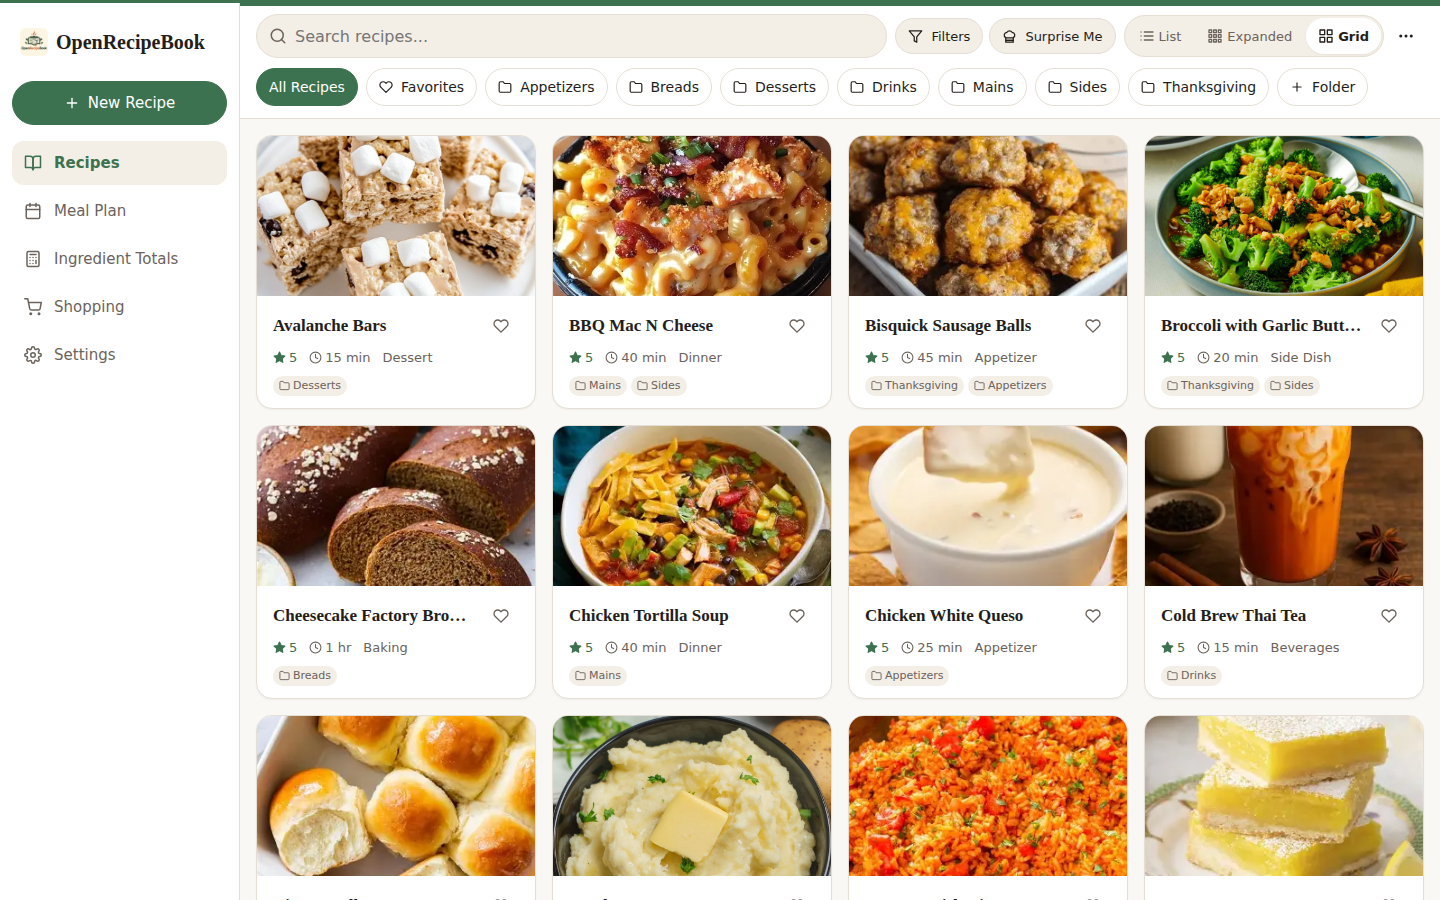 OpenRecipeBook
New Recipe
Recipes
Meal Plan
Ingredient Totals
Shopping
Settings
Search recipes...
Filters
Surprise Me
List
Expanded
Grid
All Recipes
Favorites
Appetizers
Breads
Desserts
Drinks
Mains
Sides
Thanksgiving
Folder
Avalanche Bars
5 15 min Dessert
Desserts
BBQ Mac N Cheese
5 40 min Dinner
Mains Sides
Bisquick Sausage Balls
5 45 min Appetizer
Thanksgiving Appetizers
Broccoli with Garlic Butt...
5 20 min Side Dish
Thanksgiving Sides
Cheesecake Factory Bro...
5 1 hr Baking
Breads
Chicken Tortilla Soup
5 40 min Dinner
Mains
Chicken White Queso
5 25 min Appetizer
Appetizers
Cold Brew Thai Tea
5 15 min Beverages
Drinks